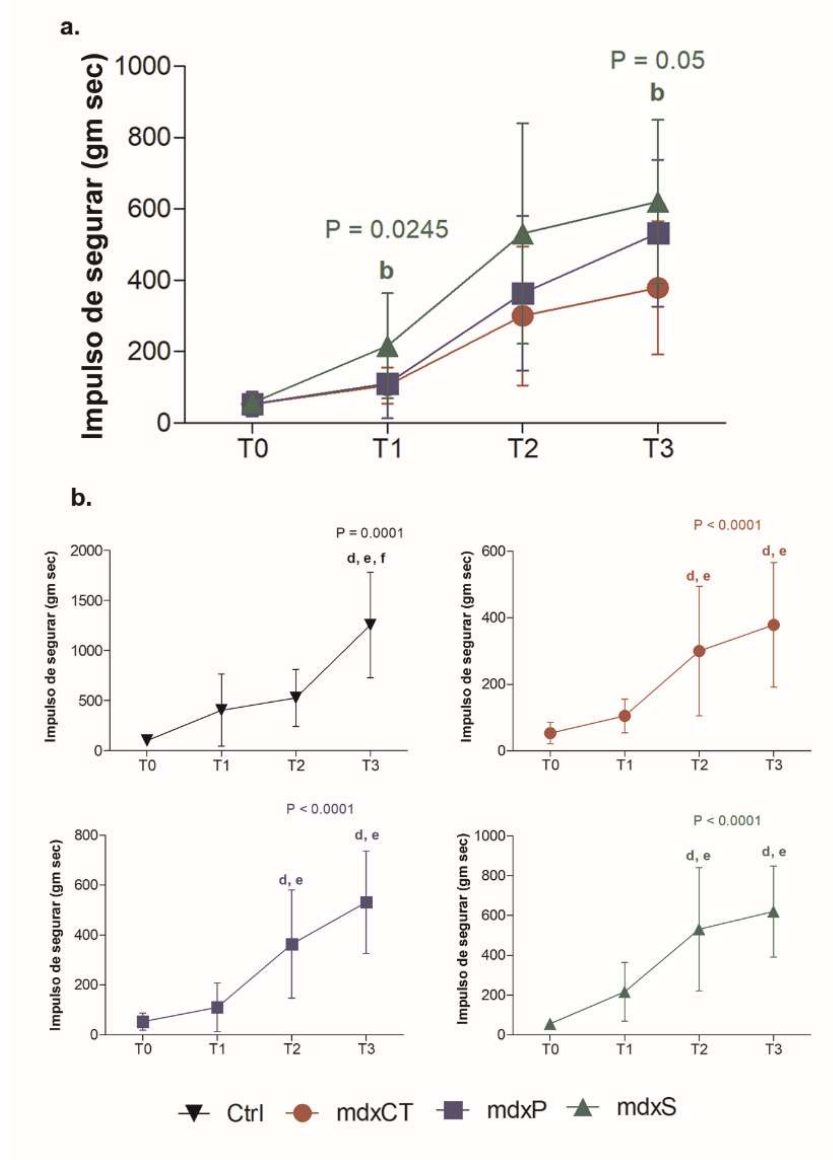 a.
Impulso de segurar (gm sec)
1000
800
600
400
200
0
P = 0.0245
b
P = 0.05
b
T0 T1 T2 T3
b.
Impulso de segurar (gm sec)
2000
1500
1000
500
0
P = 0.0001
d, e, f
T0 T1 T2 T3
Impulso de segurar (gm sec)
600
400
200
0
P < 0.0001
d, e
d, e
T0 T1 T2 T3
Impulso de segurar (gm sec)
800
600
400
200
0
P < 0.0001
d, e
d, e
T0 T1 T2 T3
Impulso de segurar (gm sec)
1000
800
600
400
200
0
P < 0.0001
d, e
d, e
T0 T1 T2 T3
Ctrl mdxCT mdxP mdxS